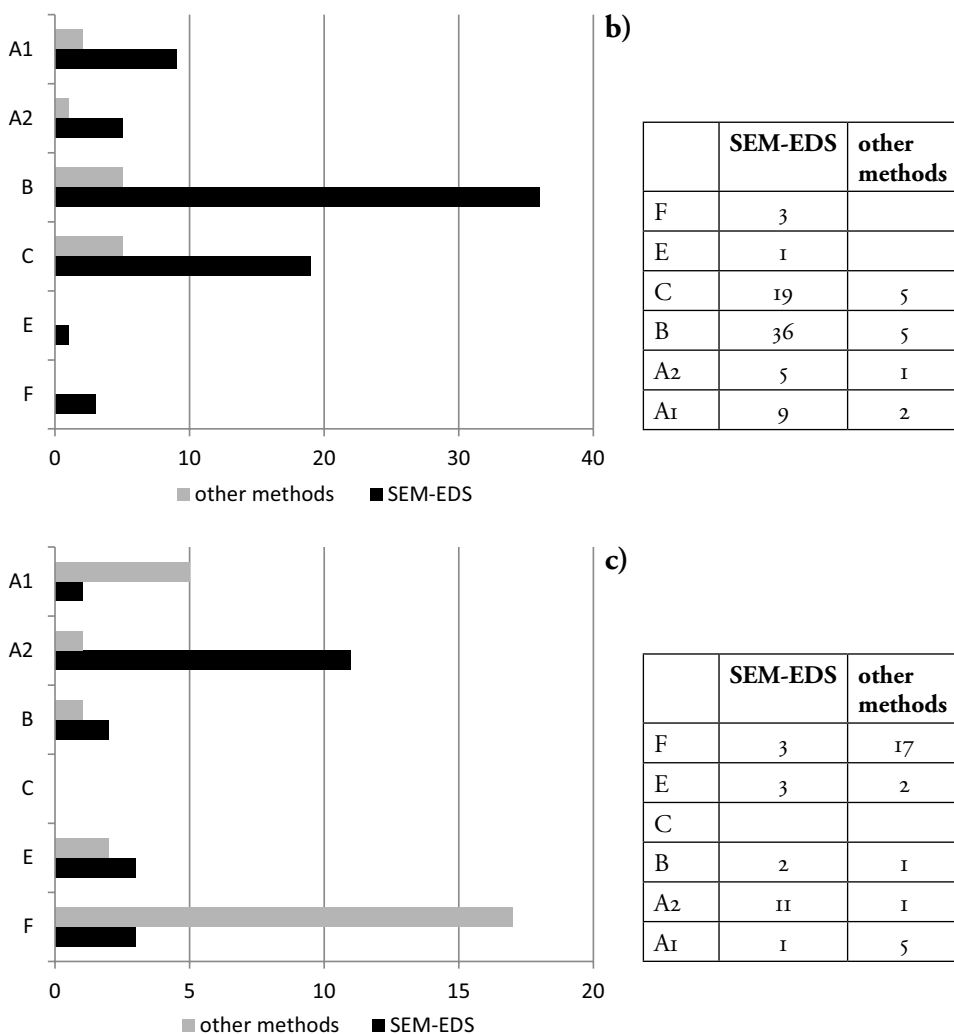 b)
A1
A2
B
C
E
F
0 10 20 30 40
other methods SEM-EDS
SEM-EDS other
methods
F 3
E 1
C 19 5
B 36 5
A2 5 1
A1 9 2
c)
A1
A2
B
C
E
F
0 5 10 15 20
other methods SEM-EDS
SEM-EDS other
methods
F 3 17
E 3 2
C
B 2 1
A2 11 1
A1 1 5